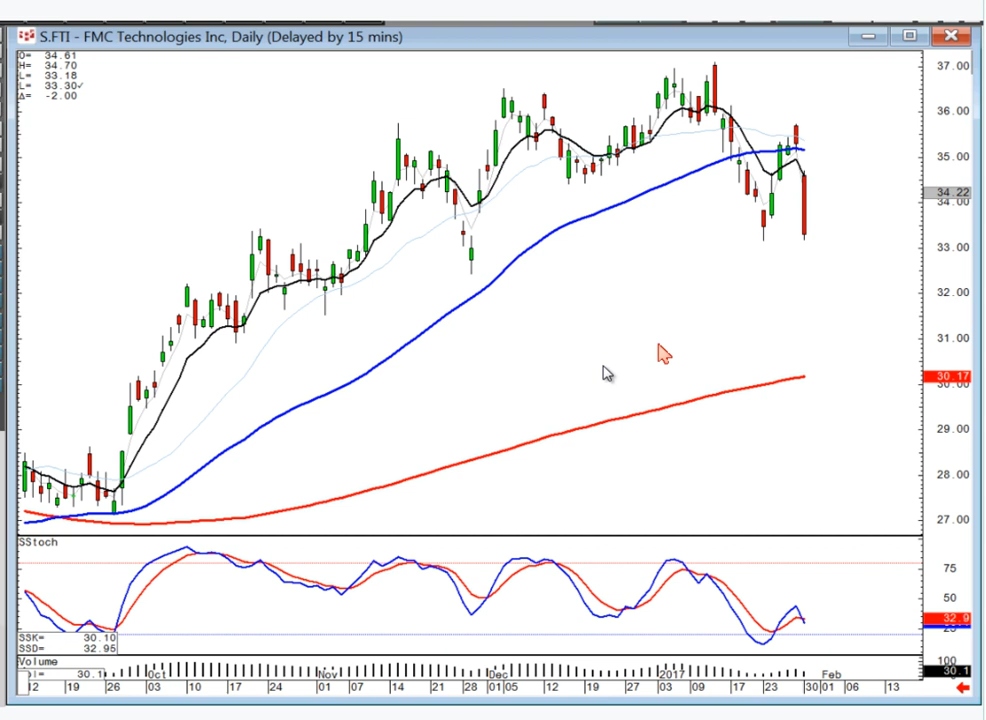 S.FTI - FMC Technologies Inc, Daily (Delayed by 15 mins)
O= 34.61
H= 34.70
L= 33.18
L= 33.30✓
Δ= -2.00
37.00
36.00
35.00
34.22
34.00
33.00
32.00
31.00
30.17
30.00
29.00
28.00
27.00
SStoch
75
50
32.9
25
SSK= 30.10
SSD= 32.95
Volume
100
30.1
Oct Nov Dec 2017 Feb
12 19 26 03 10 17 24 01 07 14 21 28 01 05 12 19 27 03 09 17 23 30 01 06 13